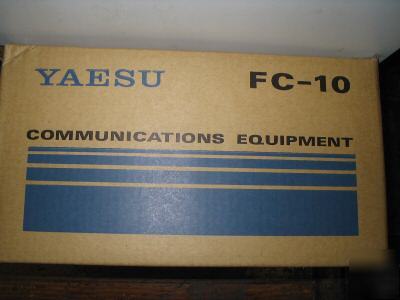 YAESU FC-10
COMMUNICATIONS EQUIPMENT